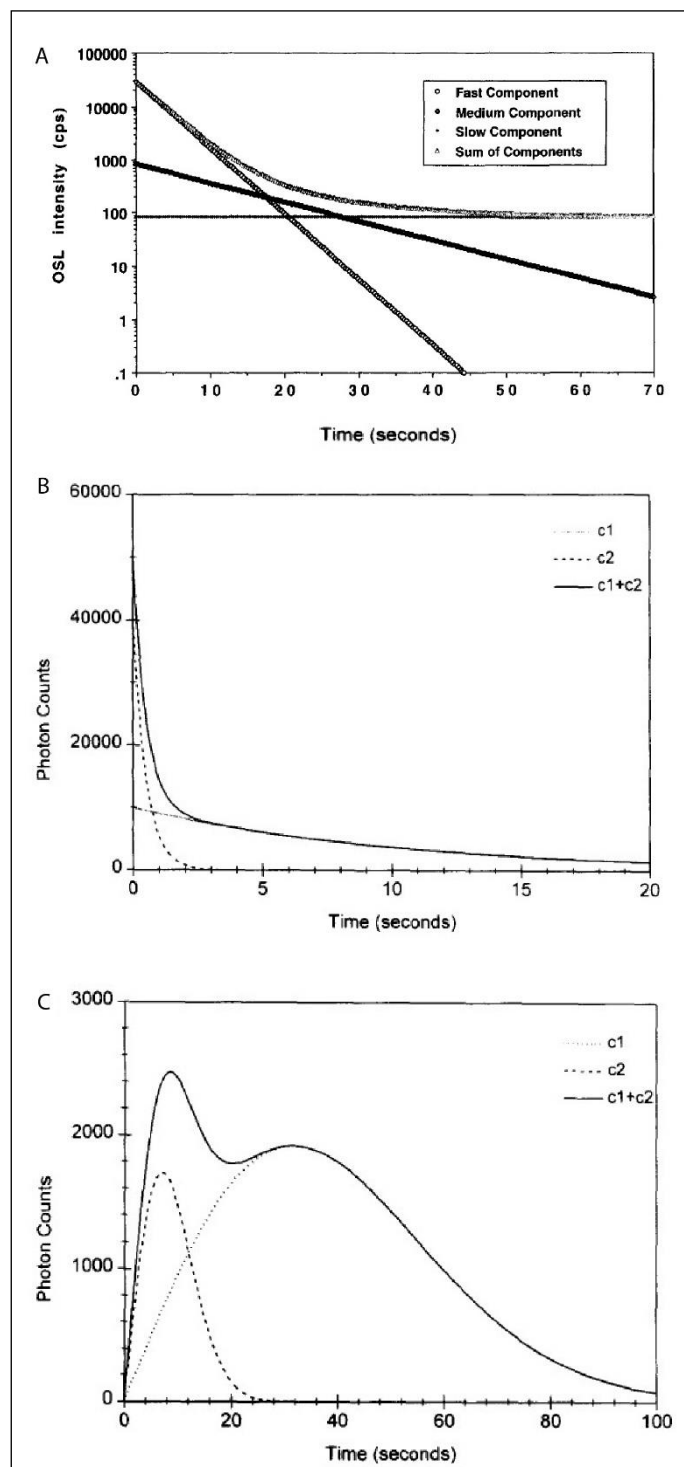 A
100000
10000
1000
100
10
1
.1
OSL intensity (cps)
Fast Component
Medium Component
Slow Component
Sum of Components
0 10 20 30 40 50 60 70
Time (seconds)
B
60000
40000
20000
0
Photon Counts
c1
c2
c1+c2
0 5 10 15 20
Time (seconds)
C
3000
2000
1000
0
Photon Counts
c1
c2
c1+c2
0 20 40 60 80 100
Time (seconds)